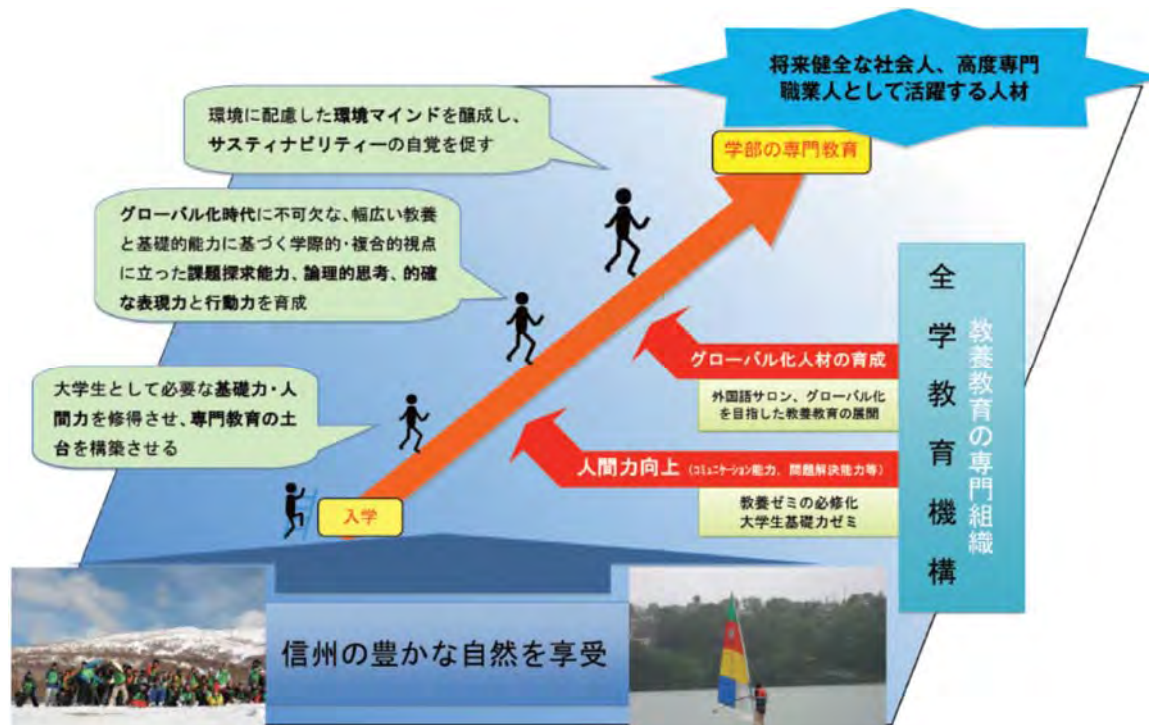 将来健全な社会人、高度専門
職業人として活躍する人材
環境に配慮した環境マインドを醸成し、
サスティナビリティーの自覚を促す
学部の専門教育
グローバル化時代に不可欠な、幅広い教養
と基礎的能力に基づく学際的・複合的視点
に立った課題探求能力、論理的思考、的確
な表現力と行動力を育成
全学教育機構
教養教育の専門組織
グローバル化人材の育成
外国語サロン、グローバル化
を目指した教養教育の展開
大学生として必要な基礎力・人
間力を修得させ、専門教育の土
台を構築させる
人間力向上（コミュニケーション能力、問題解決能力等）
教養ゼミの必修化
大学生基礎力ゼミ
入学
信州の豊かな自然を享受